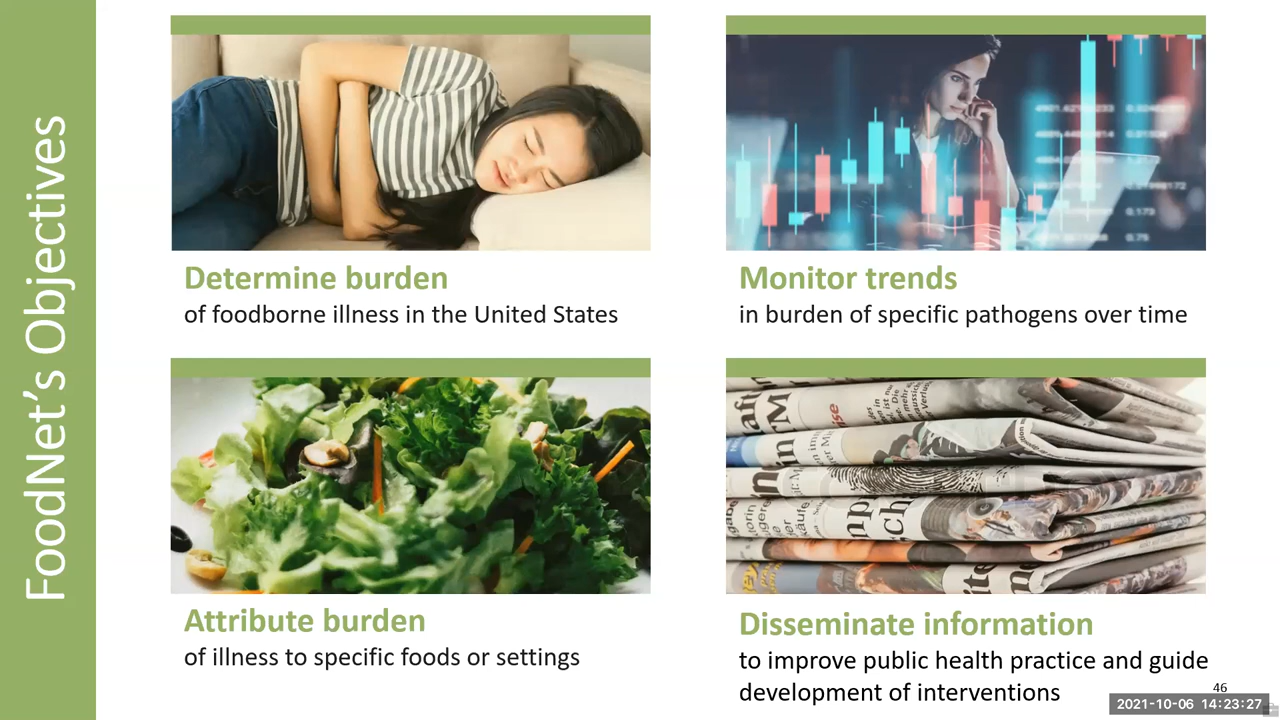 FoodNet's Objectives
Determine burden
of foodborne illness in the United States
Monitor trends
in burden of specific pathogens over time
Attribute burden
of illness to specific foods or settings
Disseminate information
to improve public health practice and guide
development of interventions
46
2021-10-06 14:23:27